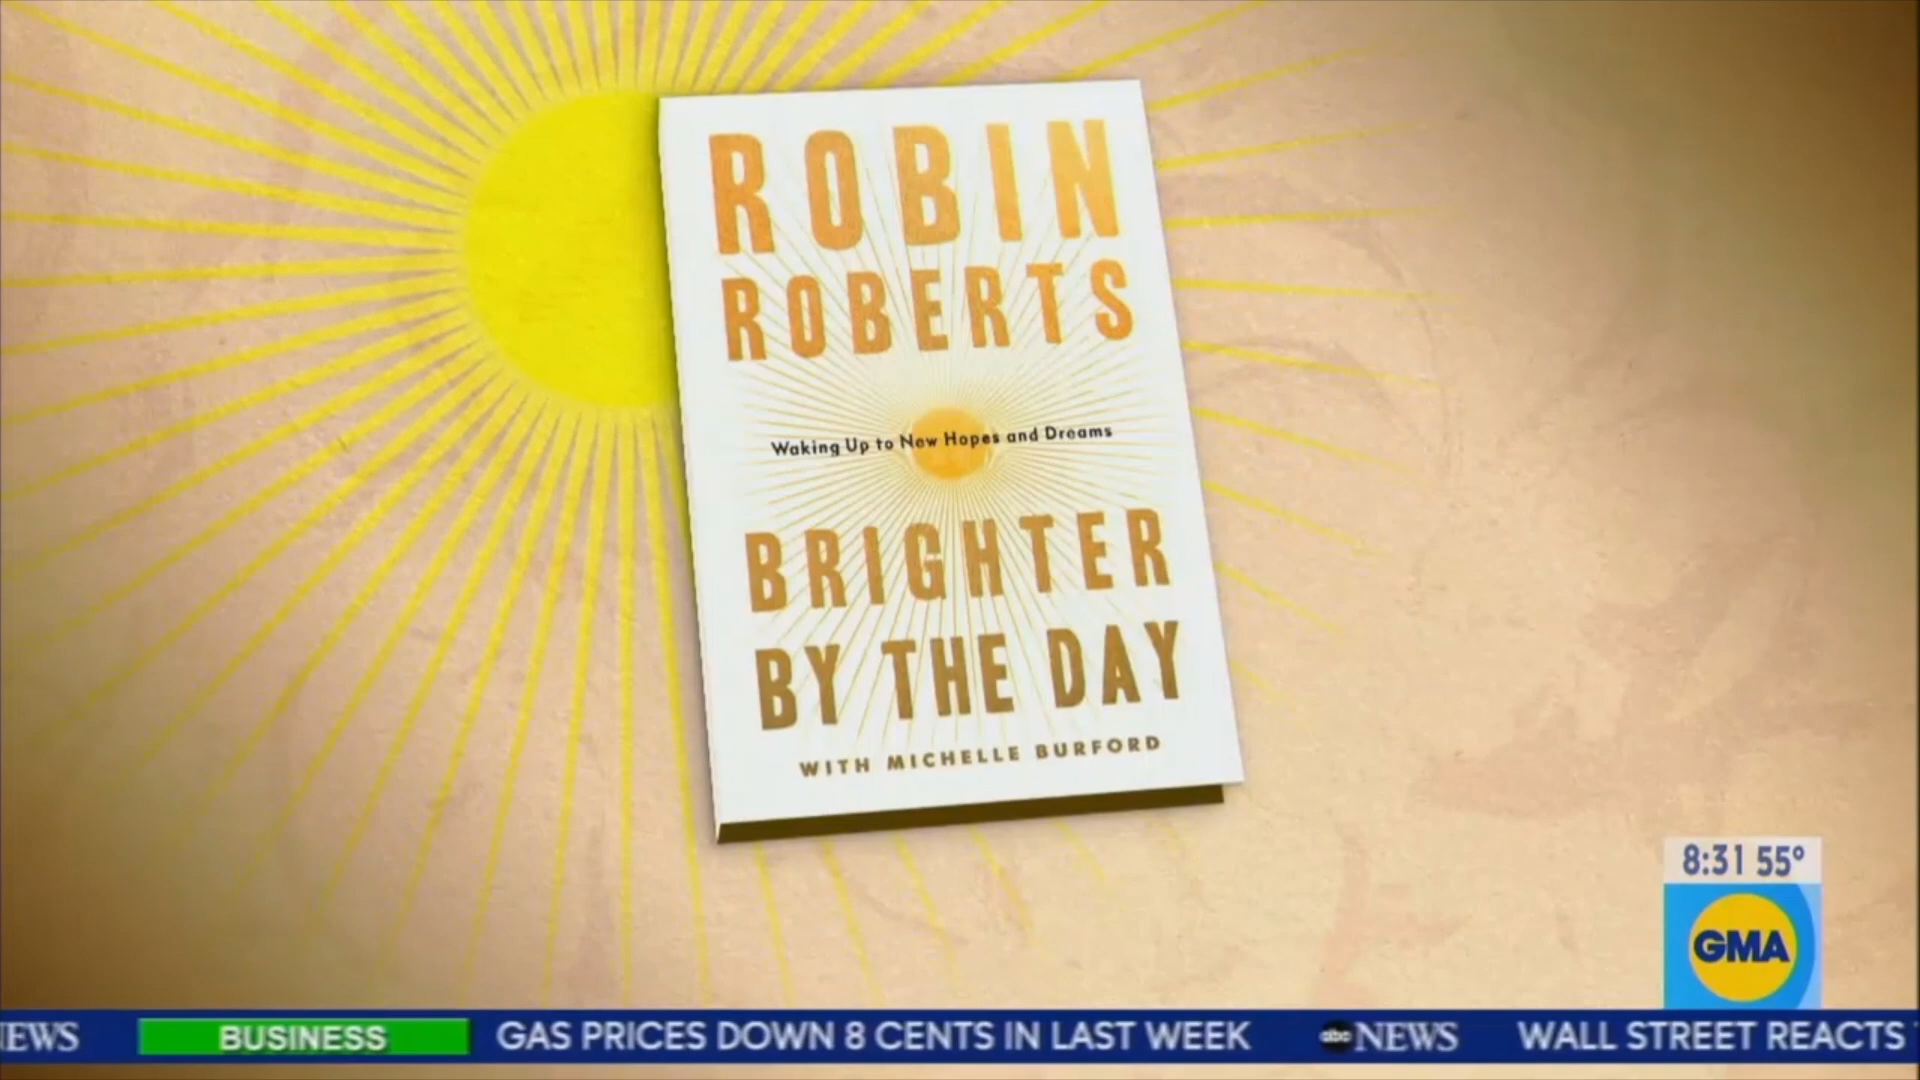 ROBIN
ROBERTS
Waking Up to New Hopes and Dreams
BRIGHTER
BY THE DAY
WITH MICHELLE BURFORD
8:31 55°
GMA
EWS BUSINESS GAS PRICES DOWN 8 CENTS IN LAST WEEK abc NEWS WALL STREET REACTS